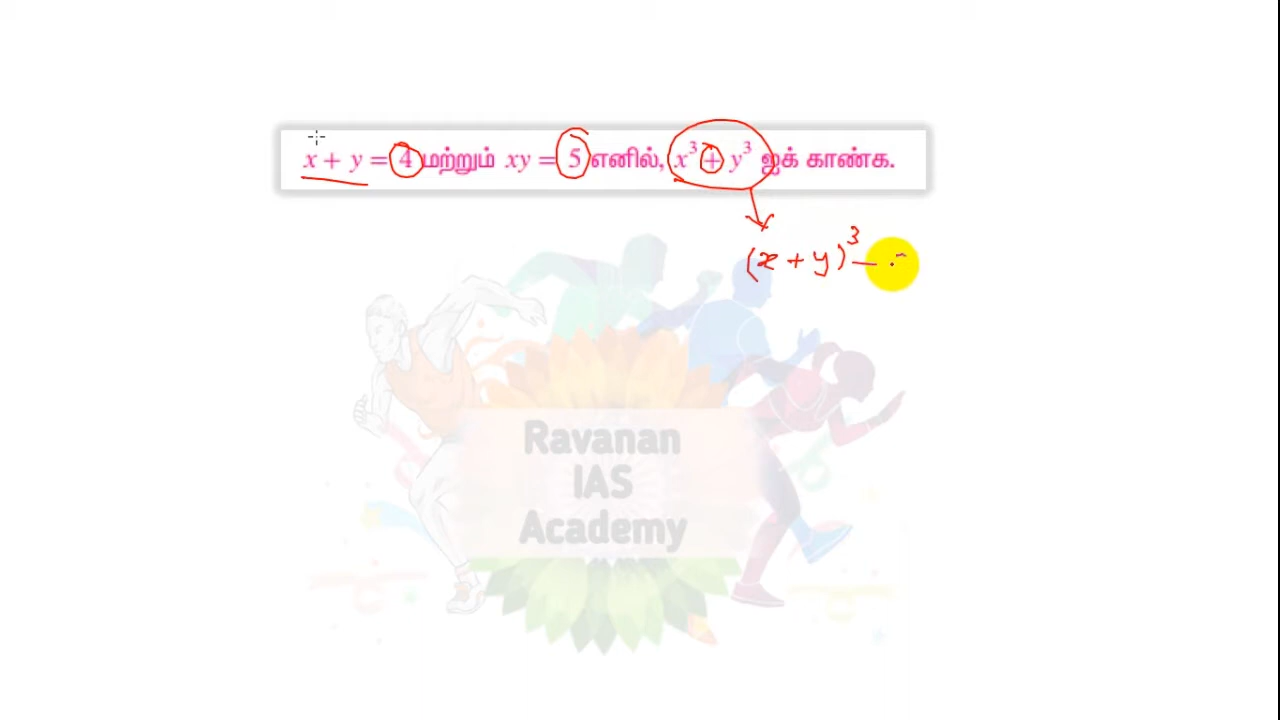 x + y = 4 மற்றும் xy = 5 எனில், x³ + y³ ஐக் காண்க.
(x + y)³ –
Ravanan
IAS
Academy